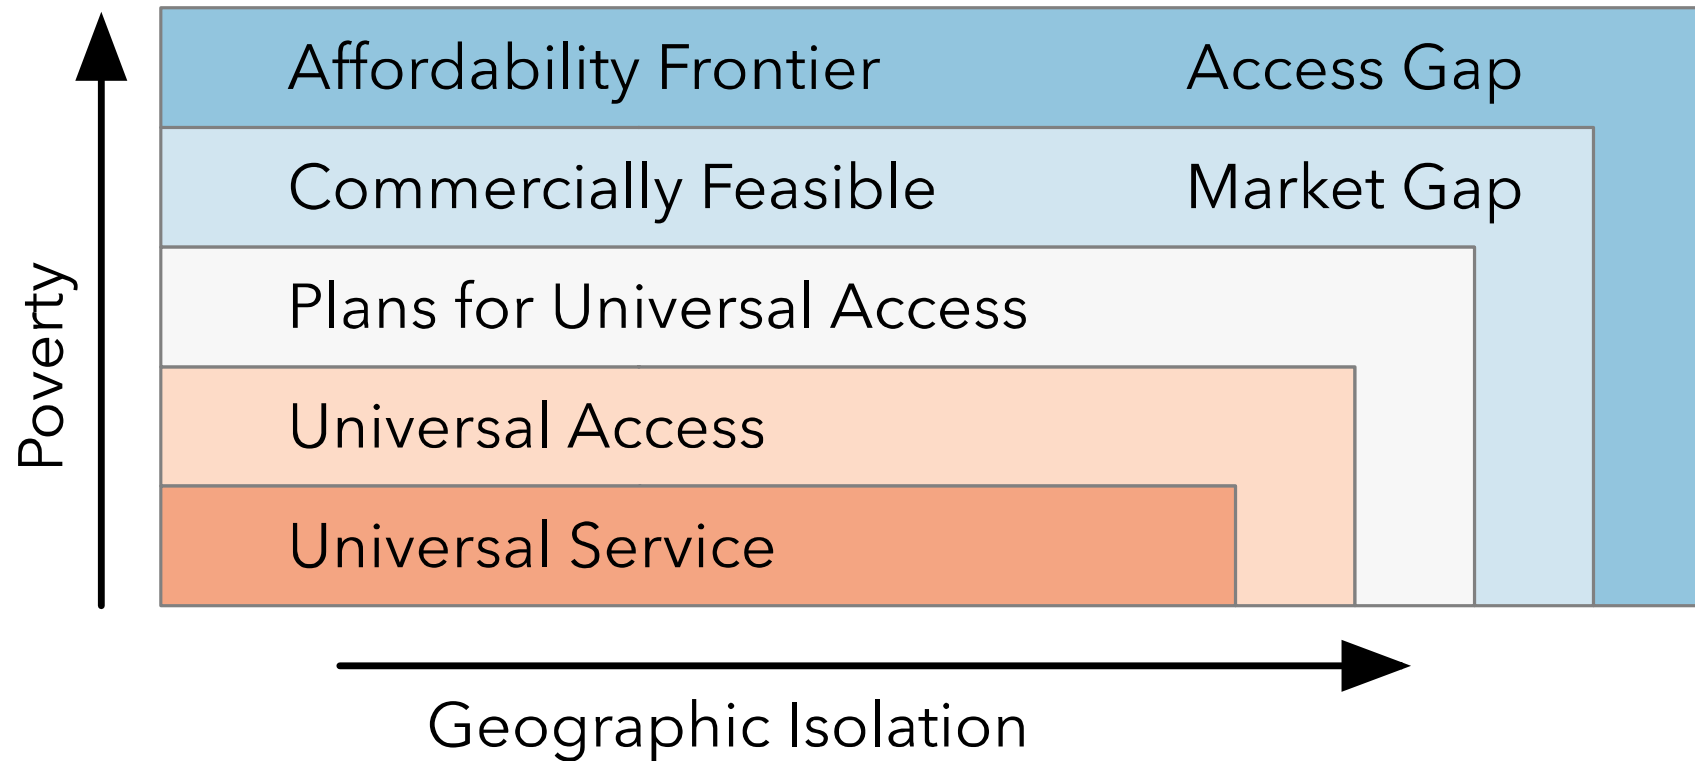 Affordability Frontier Access Gap
Commercially Feasible Market Gap
Plans for Universal Access
Universal Access
Universal Service
Poverty
Geographic Isolation